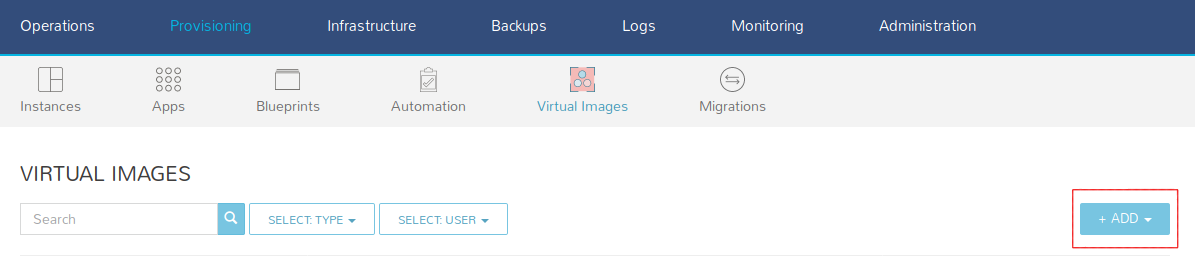 Operations Provisioning Infrastructure Backups Logs Monitoring Administration
Instances Apps Blueprints Automation Virtual Images Migrations
VIRTUAL IMAGES
Search SELECT: TYPE SELECT: USER + ADD